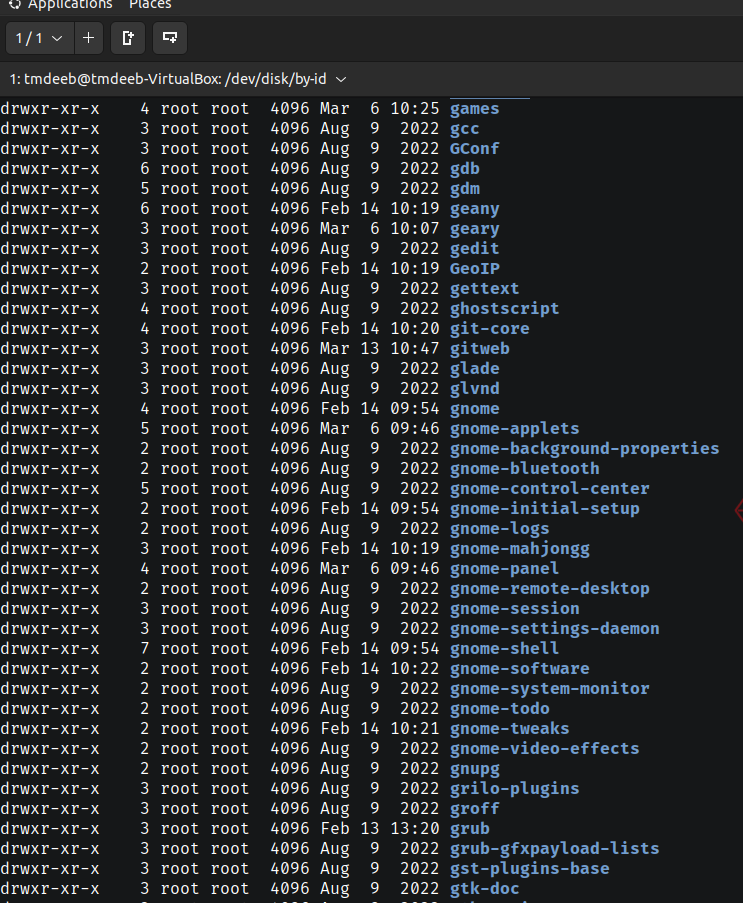 Applications Places
1 / 1
1: tmdeeb@tmdeeb-VirtualBox: /dev/disk/by-id
drwxr-xr-x    4 root root  4096 Mar  6 10:25 games
drwxr-xr-x    3 root root  4096 Aug  9  2022 gcc
drwxr-xr-x    3 root root  4096 Aug  9  2022 GConf
drwxr-xr-x    6 root root  4096 Aug  9  2022 gdb
drwxr-xr-x    5 root root  4096 Aug  9  2022 gdm
drwxr-xr-x    6 root root  4096 Feb 14 10:19 geany
drwxr-xr-x    3 root root  4096 Mar  6 10:07 geary
drwxr-xr-x    3 root root  4096 Aug  9  2022 gedit
drwxr-xr-x    2 root root  4096 Feb 14 10:19 GeoIP
drwxr-xr-x    3 root root  4096 Aug  9  2022 gettext
drwxr-xr-x    4 root root  4096 Aug  9  2022 ghostscript
drwxr-xr-x    4 root root  4096 Feb 14 10:20 git-core
drwxr-xr-x    3 root root  4096 Mar 13 10:47 gitweb
drwxr-xr-x    3 root root  4096 Aug  9  2022 glade
drwxr-xr-x    3 root root  4096 Aug  9  2022 glvnd
drwxr-xr-x    4 root root  4096 Feb 14 09:54 gnome
drwxr-xr-x    5 root root  4096 Mar  6 09:46 gnome-applets
drwxr-xr-x    2 root root  4096 Aug  9  2022 gnome-background-properties
drwxr-xr-x    2 root root  4096 Aug  9  2022 gnome-bluetooth
drwxr-xr-x    5 root root  4096 Aug  9  2022 gnome-control-center
drwxr-xr-x    2 root root  4096 Feb 14 09:54 gnome-initial-setup
drwxr-xr-x    2 root root  4096 Aug  9  2022 gnome-logs
drwxr-xr-x    3 root root  4096 Feb 14 10:19 gnome-mahjongg
drwxr-xr-x    4 root root  4096 Mar  6 09:46 gnome-panel
drwxr-xr-x    2 root root  4096 Aug  9  2022 gnome-remote-desktop
drwxr-xr-x    3 root root  4096 Aug  9  2022 gnome-session
drwxr-xr-x    3 root root  4096 Aug  9  2022 gnome-settings-daemon
drwxr-xr-x    7 root root  4096 Feb 14 09:54 gnome-shell
drwxr-xr-x    2 root root  4096 Feb 14 10:22 gnome-software
drwxr-xr-x    2 root root  4096 Aug  9  2022 gnome-system-monitor
drwxr-xr-x    2 root root  4096 Aug  9  2022 gnome-todo
drwxr-xr-x    2 root root  4096 Feb 14 10:21 gnome-tweaks
drwxr-xr-x    2 root root  4096 Aug  9  2022 gnome-video-effects
drwxr-xr-x    2 root root  4096 Aug  9  2022 gnupg
drwxr-xr-x    3 root root  4096 Aug  9  2022 grilo-plugins
drwxr-xr-x    3 root root  4096 Aug  9  2022 groff
drwxr-xr-x    3 root root  4096 Feb 13 13:20 grub
drwxr-xr-x    3 root root  4096 Aug  9  2022 grub-gfxpayload-lists
drwxr-xr-x    3 root root  4096 Aug  9  2022 gst-plugins-base
drwxr-xr-x    3 root root  4096 Aug  9  2022 gtk-doc